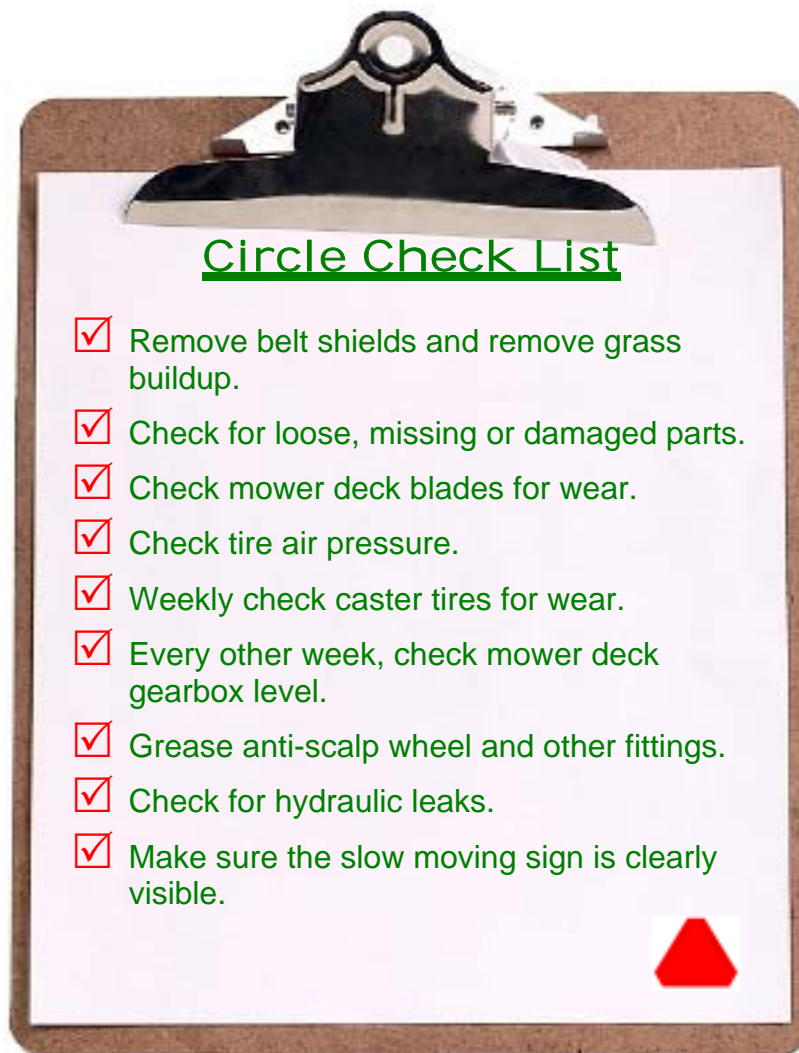 Circle Check List
Remove belt shields and remove grass
buildup.
Check for loose, missing or damaged parts.
Check mower deck blades for wear.
Check tire air pressure.
Weekly check caster tires for wear.
Every other week, check mower deck
gearbox level.
Grease anti-scalp wheel and other fittings.
Check for hydraulic leaks.
Make sure the slow moving sign is clearly
visible.